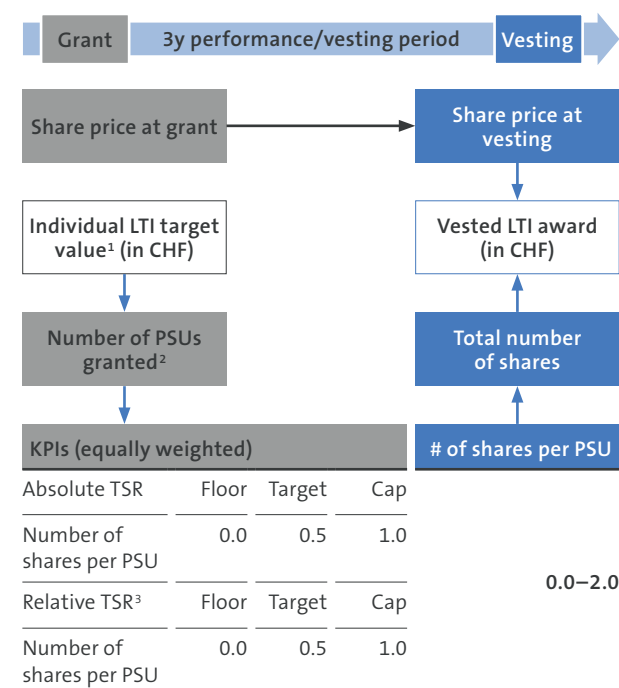 Grant
3y performance/vesting period
Vesting
Share price at grant
Share price at
vesting
Individual LTI target
value¹ (in CHF)
Vested LTI award
(in CHF)
Number of PSUs
granted²
Total number
of shares
KPIs (equally weighted)
# of shares per PSU
Absolute TSR Floor Target Cap
Number of
shares per PSU 0.0 0.5 1.0
0.0–2.0
Relative TSR³ Floor Target Cap
Number of
shares per PSU 0.0 0.5 1.0